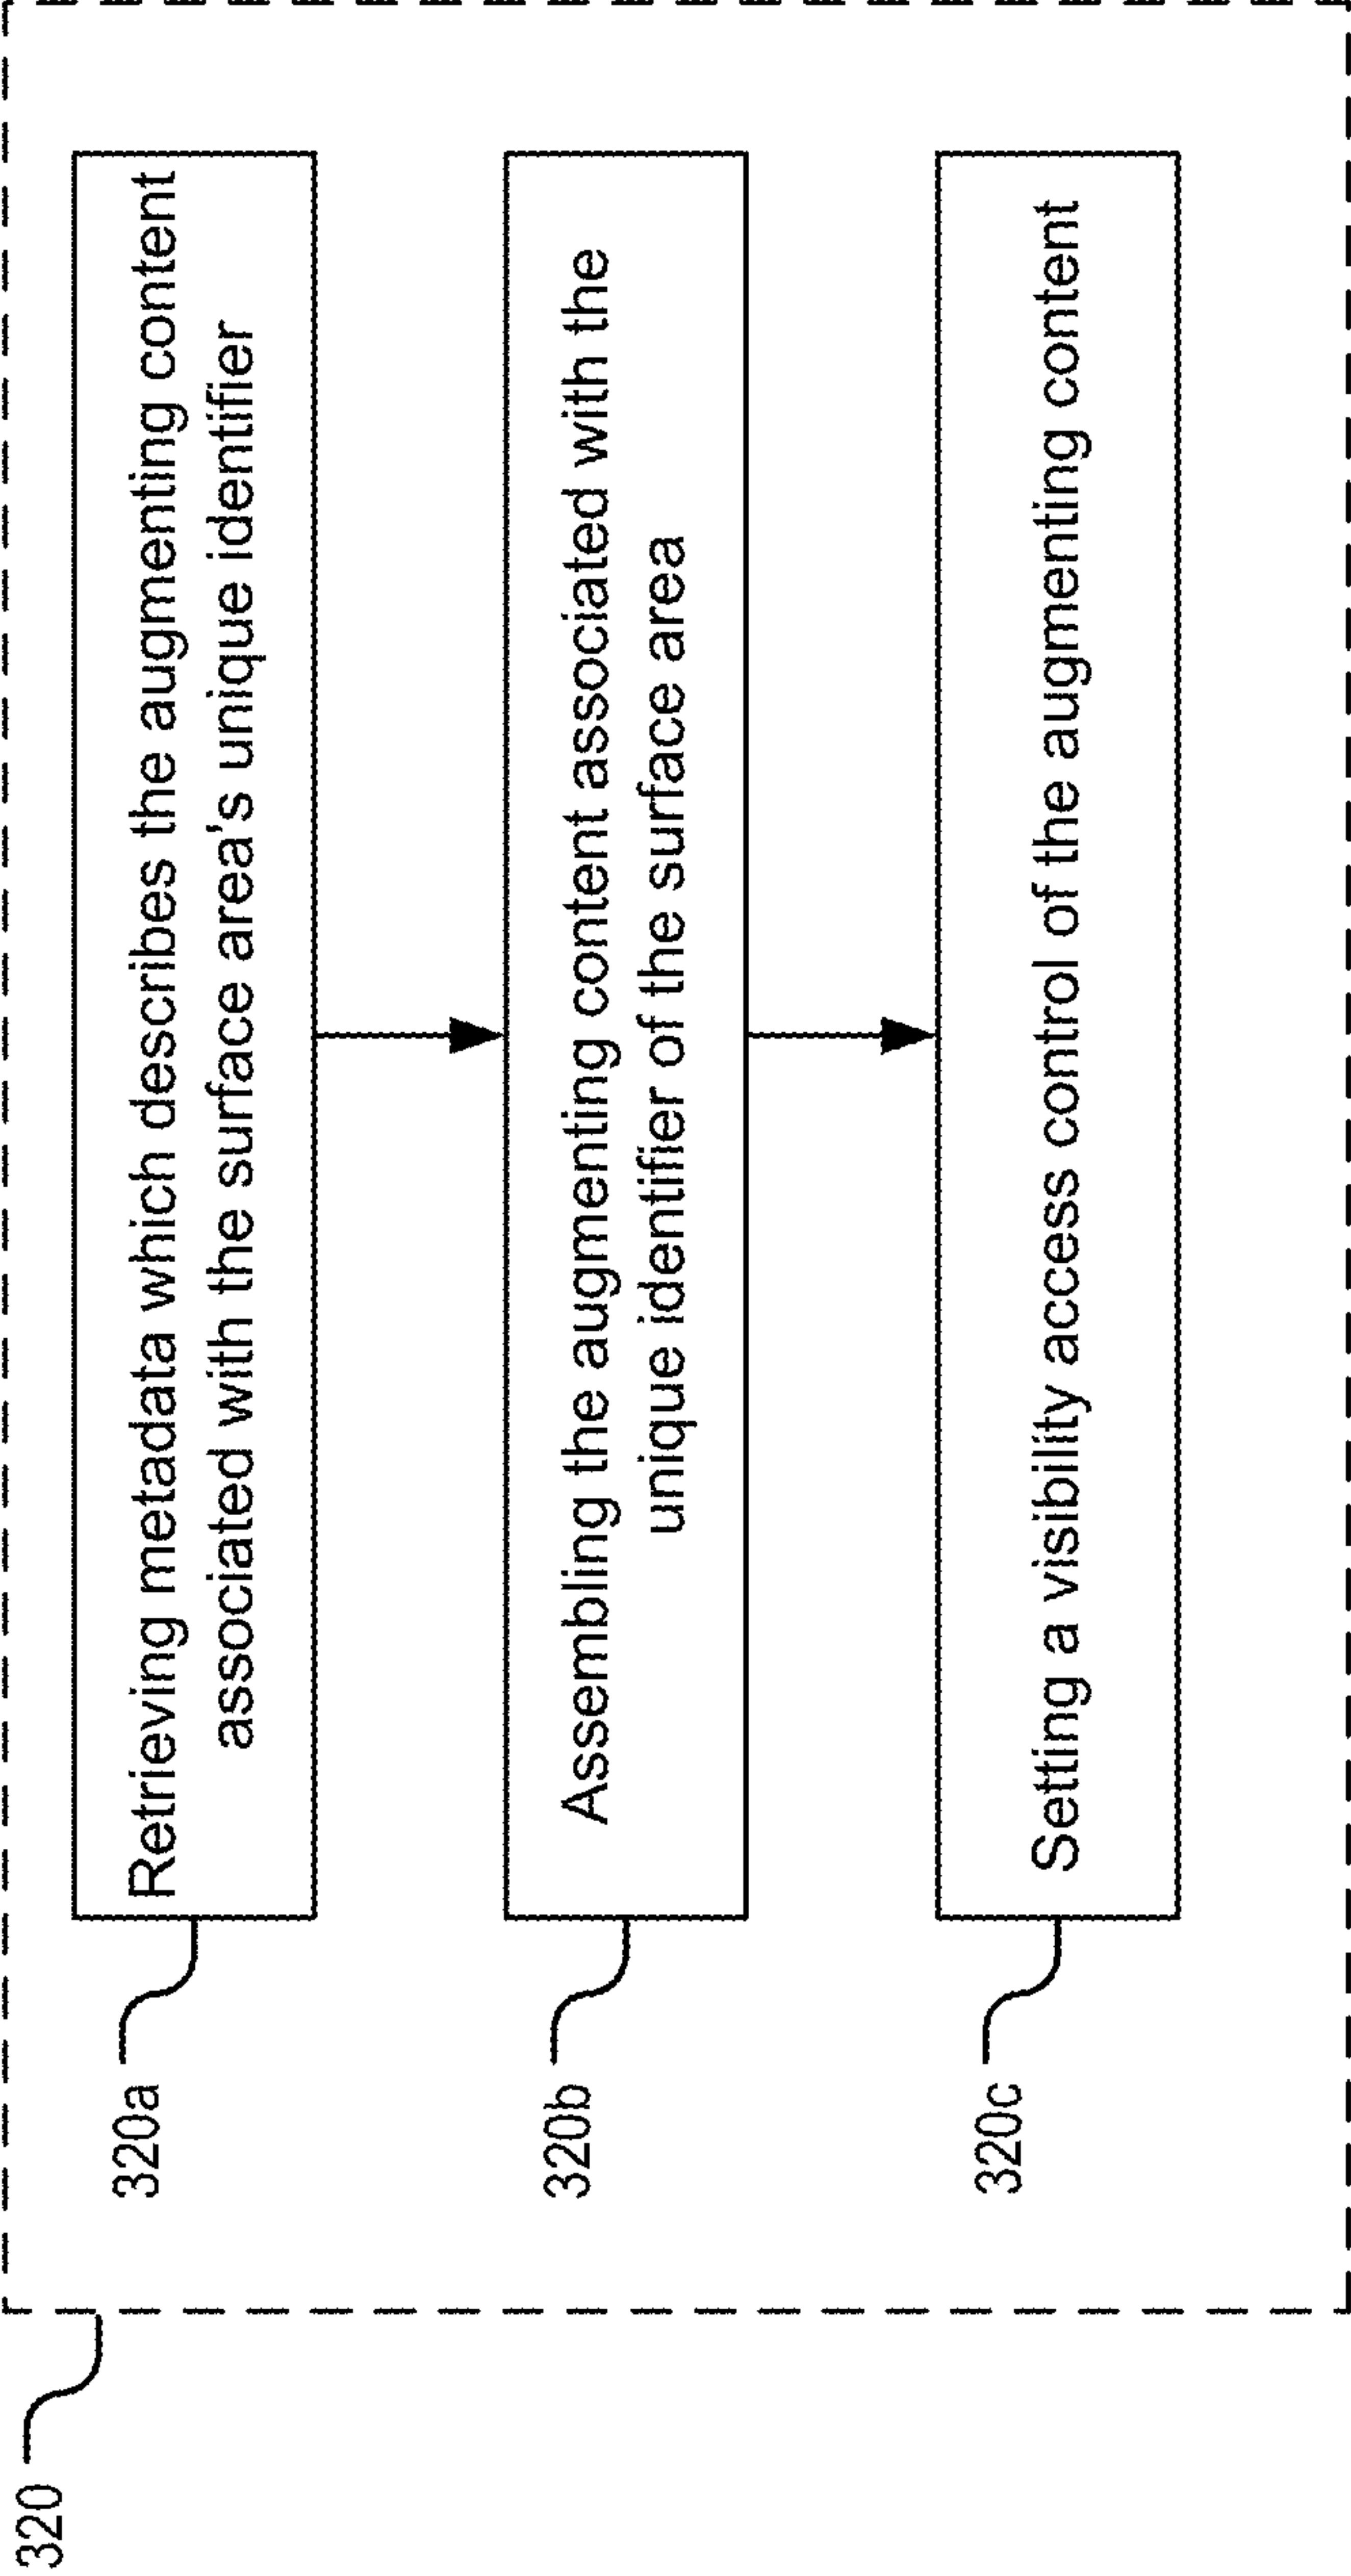 320
320a
Retrieving metadata which describes the augmenting content
associated with the surface area's unique identifier
320b
Assembling the augmenting content associated with the
unique identifier of the surface area
320c
Setting a visibility access control of the augmenting content